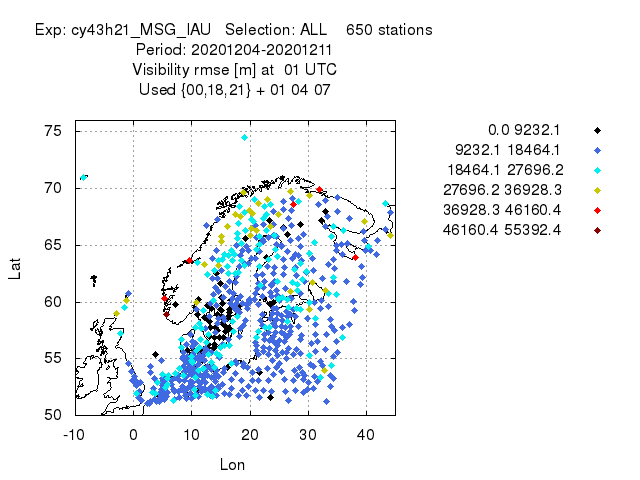 Exp: cy43h21_MSG_IAU Selection: ALL 650 stations
Period: 20201204-20201211
Visibility rmse [m] at 01 UTC
Used {00,18,21} + 01 04 07
0.0 9232.1
9232.1 18464.1
18464.1 27696.2
27696.2 36928.3
36928.3 46160.4
46160.4 55392.4
75
70
65
60
55
50
Lat
-10 0 10 20 30 40
Lon